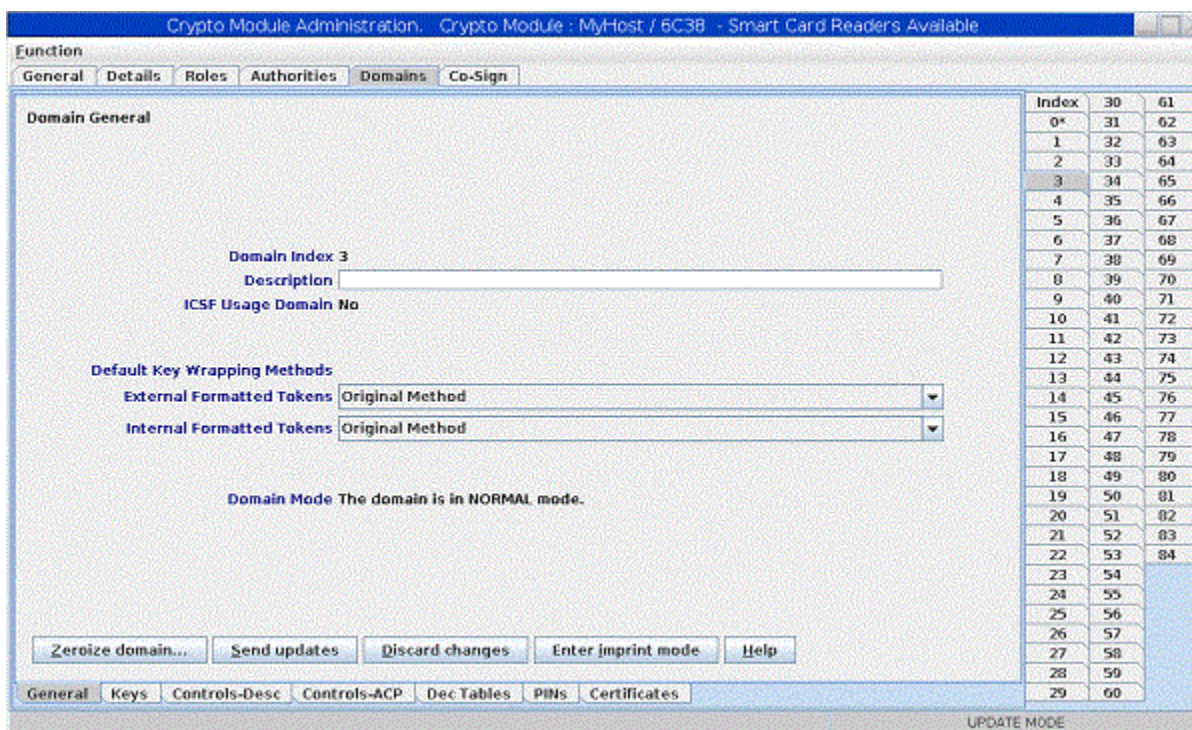 Crypto Module Administration. Crypto Module : MyHost / 6C38 - Smart Card Readers Available
Function
General Details Roles Authorities Domains Co-Sign
Domain General
Domain Index 3
Description
ICSF Usage Domain No
Default Key Wrapping Methods
External Formatted Tokens Original Method
Internal Formatted Tokens Original Method
Domain Mode The domain is in NORMAL mode.
Zeroize domain... Send updates Discard changes Enter imprint mode Help
General Keys Controls-Desc Controls-ACP Dec Tables PINs Certificates
Index 30 61
0* 31 62
1 32 63
2 33 64
3 34 65
4 35 66
5 36 67
6 37 68
7 38 69
8 39 70
9 40 71
10 41 72
11 42 73
12 43 74
13 44 75
14 45 76
15 46 77
16 47 78
17 48 79
18 49 80
19 50 81
20 51 82
21 52 83
22 53 84
23 54
24 55
25 56
26 57
27 58
28 59
29 60
UPDATE MODE